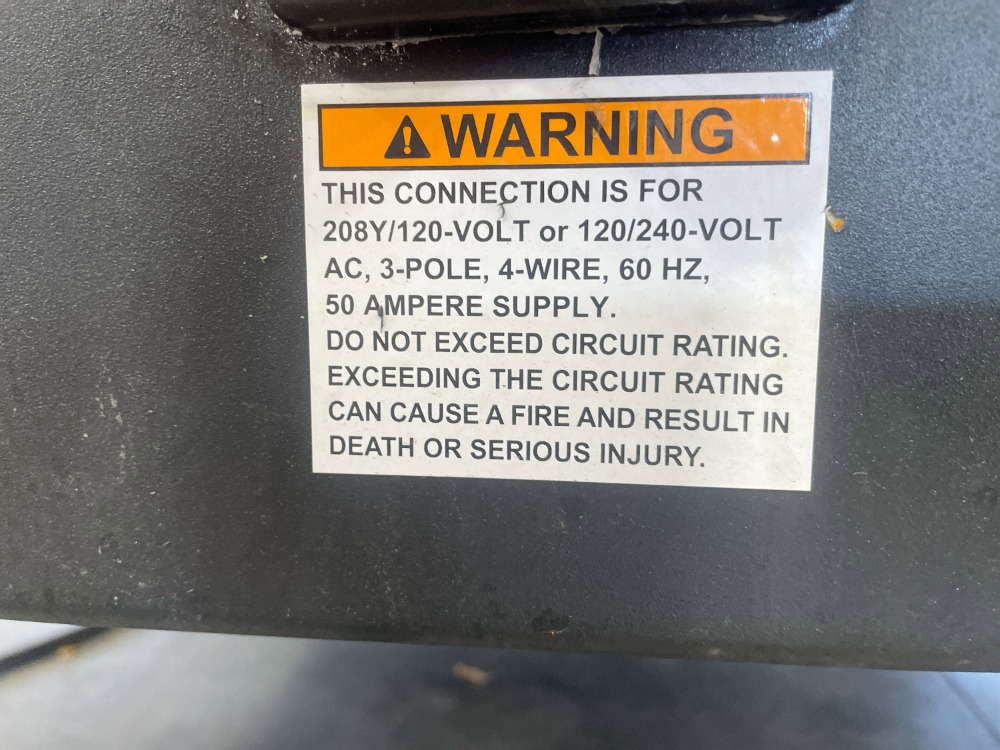 WARNING
THIS CONNECTION IS FOR
208Y/120-VOLT or 120/240-VOLT
AC, 3-POLE, 4-WIRE, 60 HZ,
50 AMPERE SUPPLY.
DO NOT EXCEED CIRCUIT RATING.
EXCEEDING THE CIRCUIT RATING
CAN CAUSE A FIRE AND RESULT IN
DEATH OR SERIOUS INJURY.